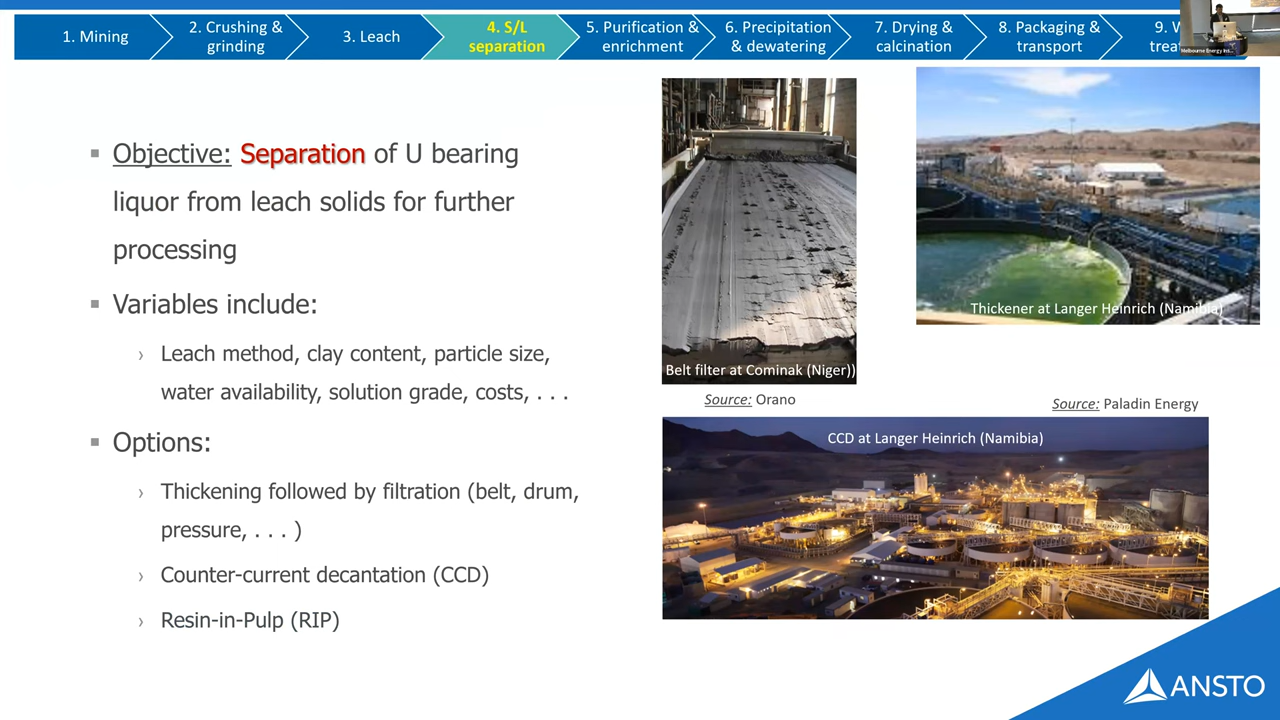 1. Mining
2. Crushing &
grinding
3. Leach
4. S/L
separation
5. Purification &
enrichment
6. Precipitation
& dewatering
7. Drying &
calcination
8. Packaging &
transport
9.
Melbourne Energy
Objective: Separation of U bearing
liquor from leach solids for further
processing
Variables include:
Leach method, clay content, particle size,
water availability, solution grade, costs, . . .
Options:
Thickening followed by filtration (belt, drum,
pressure, . . . )
Counter-current decantation (CCD)
Resin-in-Pulp (RIP)
Belt filter at Cominak (Niger))
Source: Orano
Thickener at Langer Heinrich (Namibia)
Source: Paladin Energy
CCD at Langer Heinrich (Namibia)
ANSTO